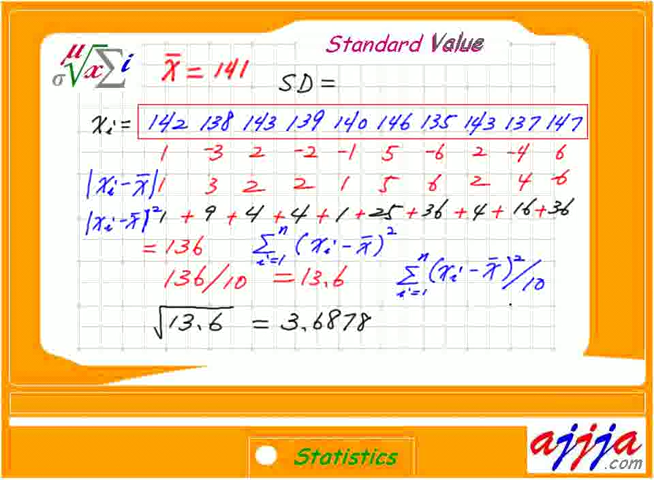 Standard Value
μ
σ √x Σ i
x̄ = 141
SD =
xᵢ = 142 138 143 139 140 146 135 143 137 147
1 -3 2 -2 -1 5 -6 2 -4 6
|xᵢ-x̄| 1 3 2 2 1 5 6 2 4 6
|xᵢ-x̄|² 1 + 9 + 4 + 4 + 1 + 25 + 36 + 4 + 16 + 36
= 136 Σⁿᵢ₌₁ (xᵢ - x̄)²
136/10 = 13.6 Σⁿᵢ₌₁ (xᵢ - x̄)²/10
√13.6 = 3.6878
Statistics
ajjja
.com